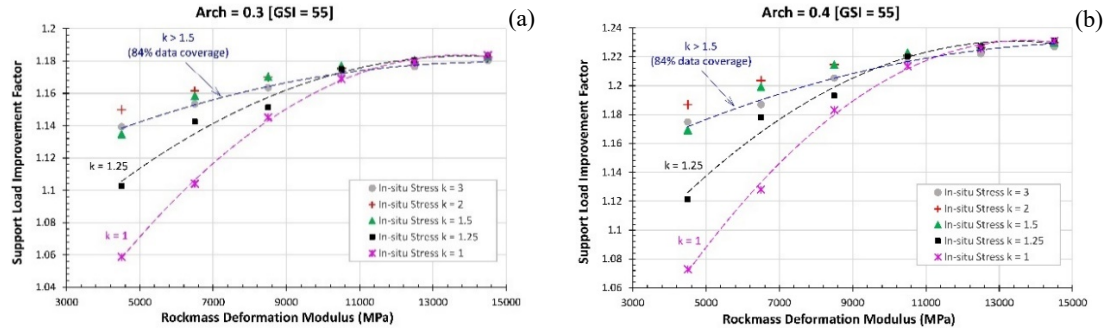 Arch = 0.3 [GSI = 55]
(a)
Support Load Improvement Factor
1.2
1.18
1.16
1.14
1.12
1.1
1.08
1.06
1.04
k > 1.5
(84% data coverage)
k = 1.25
k = 1
In-situ Stress k = 3
In-situ Stress k = 2
In-situ Stress k = 1.5
In-situ Stress k = 1.25
In-situ Stress k = 1
3000 5000 7000 9000 11000 13000 15000
Rockmass Deformation Modulus (MPa)
Arch = 0.4 [GSI = 55]
(b)
Support Load Improvement Factor
1.24
1.22
1.2
1.18
1.16
1.14
1.12
1.1
1.08
1.06
k > 1.5
(84% data coverage)
k = 1.25
k = 1
In-situ Stress k = 3
In-situ Stress k = 2
In-situ Stress k = 1.5
In-situ Stress k = 1.25
In-situ Stress k = 1
3000 5000 7000 9000 11000 13000 15000
Rockmass Deformation Modulus (MPa)